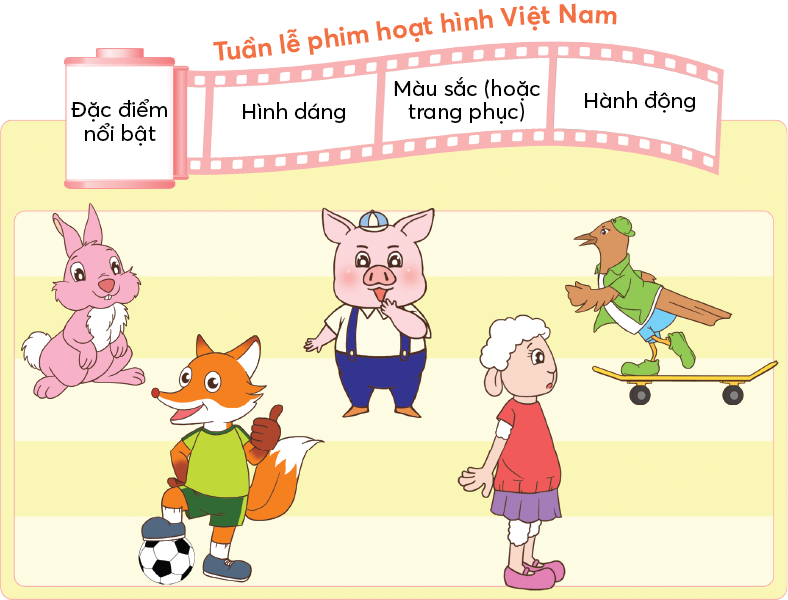 Tuần lễ phim hoạt hình Việt Nam
Đặc điểm
nổi bật
Hình dáng
Màu sắc (hoặc
trang phục)
Hành động